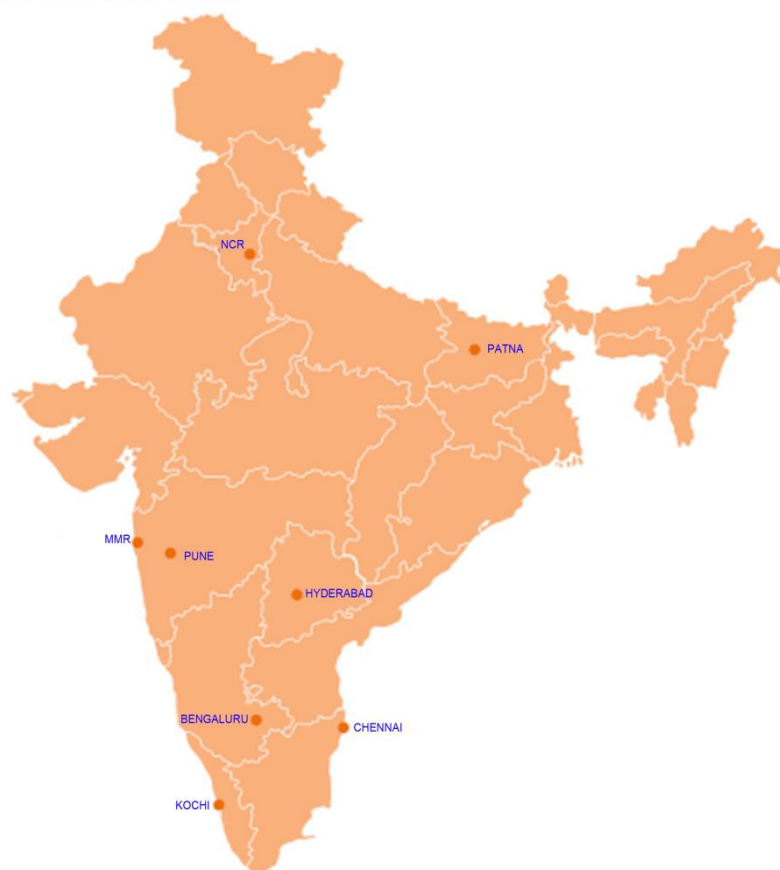 NCR
PATNA
MMR
PUNE
HYDERABAD
BENGALURU
CHENNAI
KOCHI